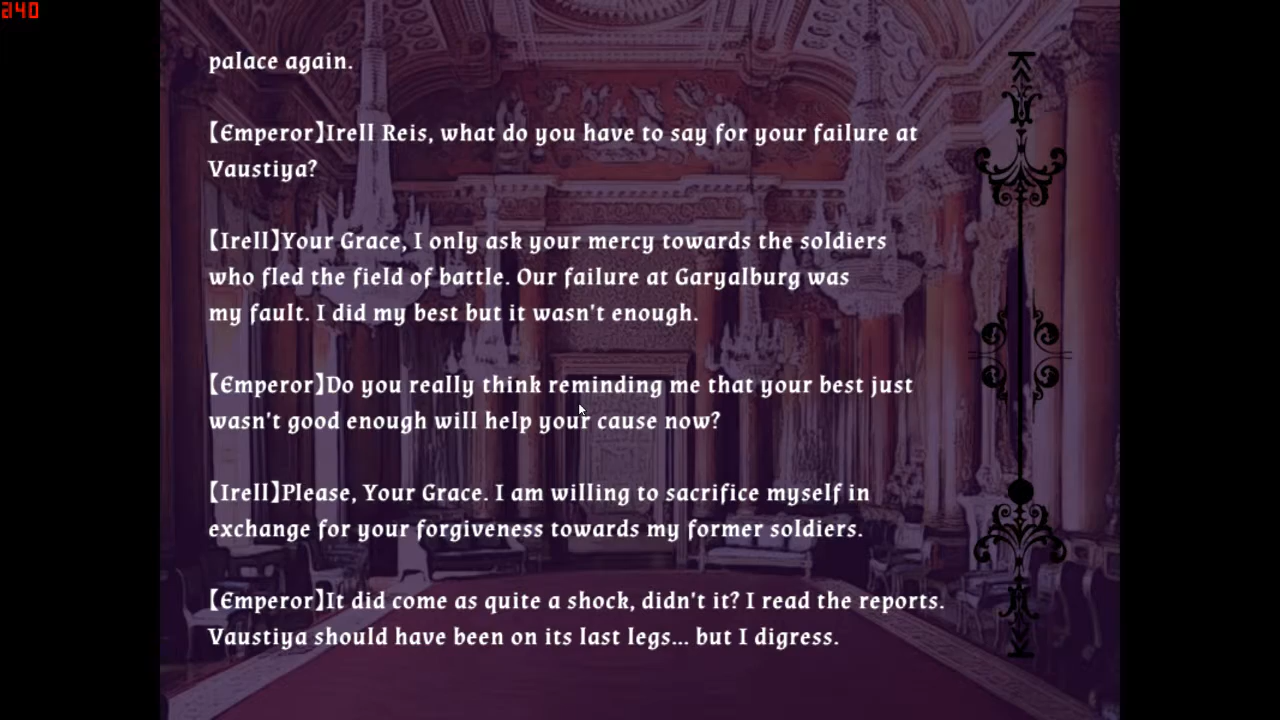 240
palace again.
【Emperor】Irell Reis, what do you have to say for your failure at
Vaustiya?
【Irell】Your Grace, I only ask your mercy towards the soldiers
who fled the field of battle. Our failure at Garyalburg was
my fault. I did my best but it wasn't enough.
【Emperor】Do you really think reminding me that your best just
wasn't good enough will help your cause now?
【Irell】Please, Your Grace. I am willing to sacrifice myself in
exchange for your forgiveness towards my former soldiers.
【Emperor】It did come as quite a shock, didn't it? I read the reports.
Vaustiya should have been on its last legs... but I digress.